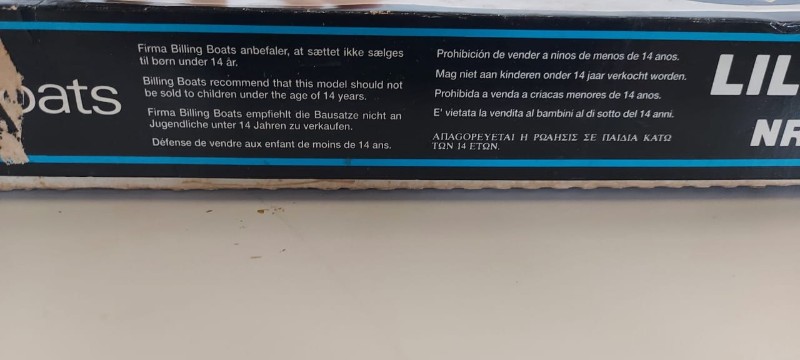 oats
Firma Billing Boats anbefaler, at sættet ikke sælges
til børn under 14 år.
Billing Boats recommend that this model should not
be sold to children under the age of 14 years.
Firma Billing Boats empfiehlt die Bausatze nicht an
Jugendliche unter 14 Jahren zu verkaufen.
Défense de vendre aux enfant de moins de 14 ans.
Prohibición de vender a ninos de menos de 14 anos.
Mag niet aan kinderen onder 14 jaar verkocht worden.
Prohibida a venda a criacas menores de 14 anos.
E' vietata la vendita al bambini al di sotto del 14 anni.
ΑΠΑΓΟΡΕΥΕΤΑΙ Η ΡΩΛΗΣΙΣ ΣΕ ΠΑΙΔΙΑ ΚΑΤΩ
ΤΩΝ 14 ΕΤΩΝ.
LIL
NR